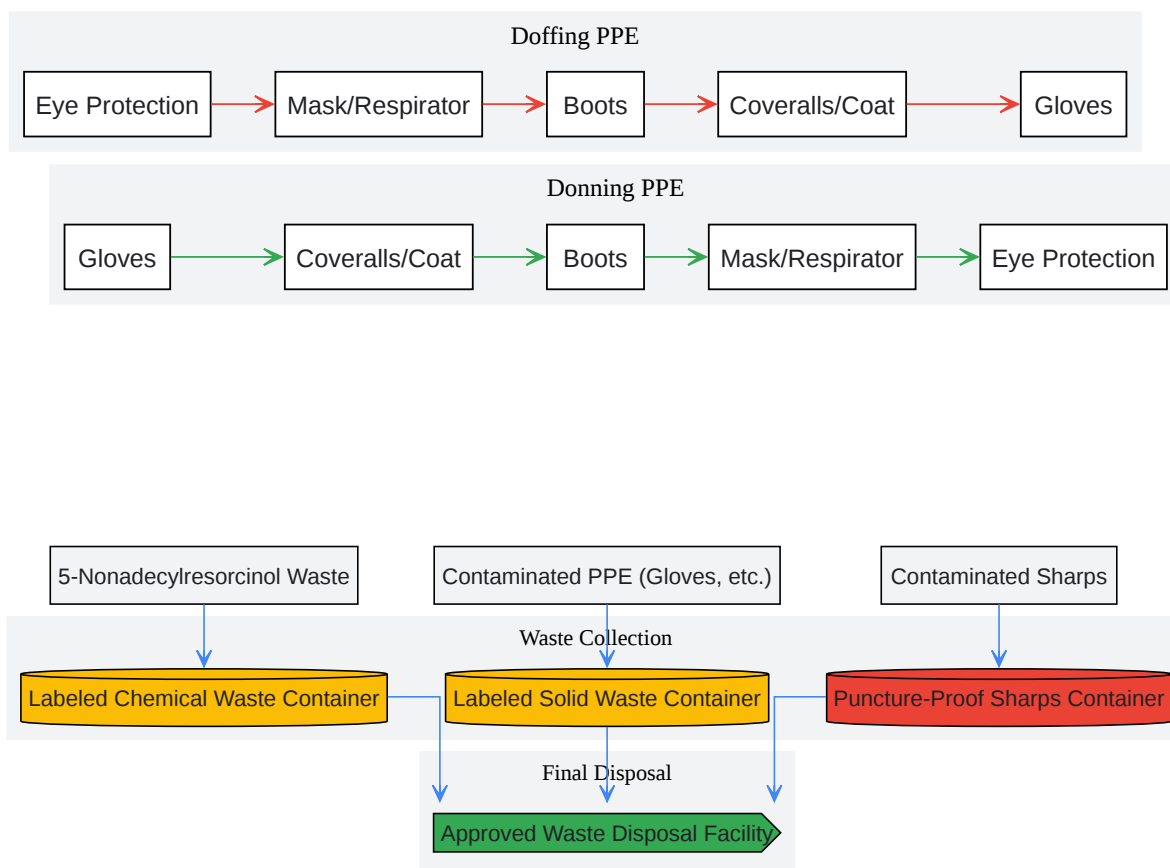 Doffing PPE
Eye Protection
Mask/Respirator
Boots
Coveralls/Coat
Gloves
Donning PPE
Gloves
Coveralls/Coat
Boots
Mask/Respirator
Eye Protection
5-Nonadecylresorcinol Waste
Contaminated PPE (Gloves, etc.)
Contaminated Sharps
Waste Collection
Labeled Chemical Waste Container
Labeled Solid Waste Container
Puncture-Proof Sharps Container
Final Disposal
Approved Waste Disposal Facility